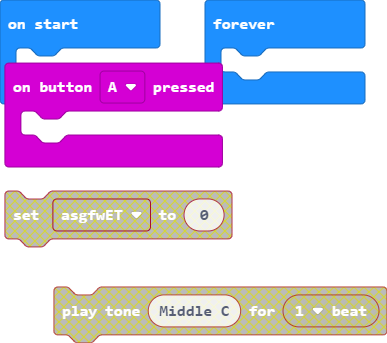 on start
forever
on button A pressed
set asgfwET to 0
play tone Middle C for 1 beat